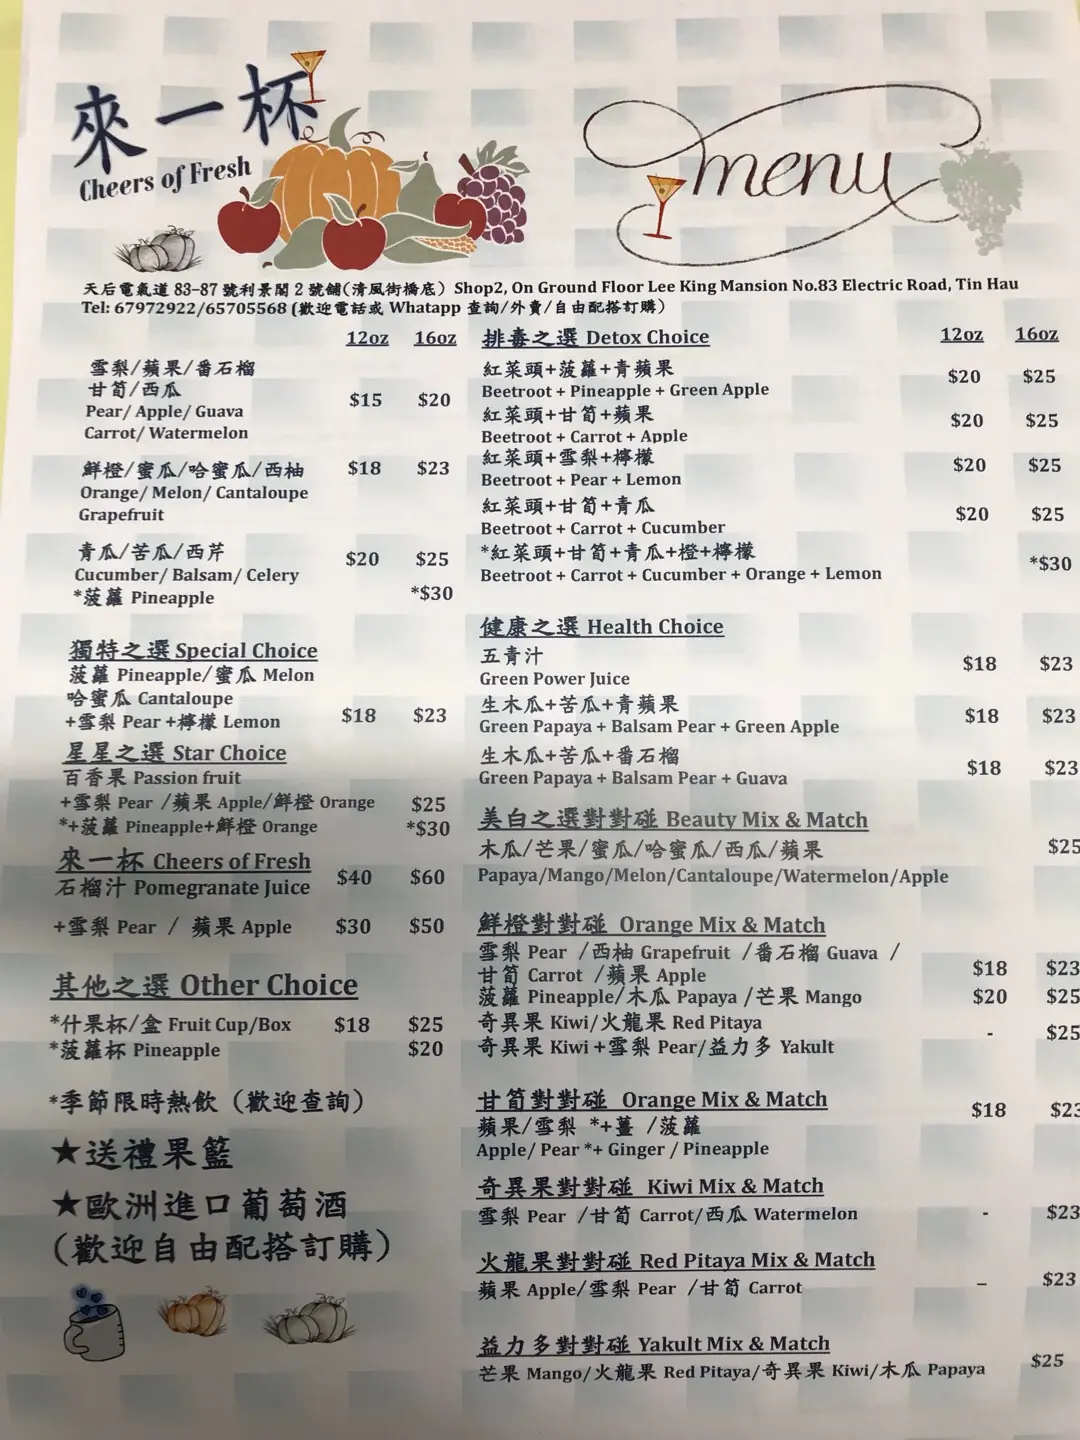 來一杯
Cheers of Fresh
menu
天后電氣道 83-87 號利景閣 2 號舖(清風街橋底) Shop2, On Ground Floor Lee King Mansion No.83 Electric Road, Tin Hau
Tel: 67972922/65705568 (歡迎電話或 Whatapp 查詢/外賣/自由配搭訂購)
12oz 16oz
雪梨/蘋果/番石榴
甘筍/西瓜
Pear/ Apple/ Guava $15 $20
Carrot/ Watermelon
鮮橙/蜜瓜/哈蜜瓜/西柚 $18 $23
Orange/ Melon/ Cantaloupe
Grapefruit
青瓜/苦瓜/西芹 $20 $25
Cucumber/ Balsam/ Celery
*菠蘿 Pineapple *$30
獨特之選 Special Choice
菠蘿 Pineapple/蜜瓜 Melon
哈蜜瓜 Cantaloupe
+雪梨 Pear +檸檬 Lemon $18 $23
星星之選 Star Choice
百香果 Passion fruit
+雪梨 Pear /蘋果 Apple/鮮橙 Orange $25
*+菠蘿 Pineapple+鮮橙 Orange *$30
來一杯 Cheers of Fresh
石榴汁 Pomegranate Juice $40 $60
+雪梨 Pear / 蘋果 Apple $30 $50
其他之選 Other Choice
*什果杯/盒 Fruit Cup/Box $18 $25
*菠蘿杯 Pineapple $20
*季節限時熱飲（歡迎查詢）
★送禮果籃
★歐洲進口葡萄酒
(歡迎自由配搭訂購)
排毒之選 Detox Choice 12oz 16oz
紅菜頭+菠蘿+青蘋果 $20 $25
Beetroot + Pineapple + Green Apple
紅菜頭+甘筍+蘋果 $20 $25
Beetroot + Carrot + Apple
紅菜頭+雪梨+檸檬 $20 $25
Beetroot + Pear + Lemon
紅菜頭+甘筍+青瓜 $20 $25
Beetroot + Carrot + Cucumber
*紅菜頭+甘筍+青瓜+橙+檸檬 *$30
Beetroot + Carrot + Cucumber + Orange + Lemon
健康之選 Health Choice
五青汁 $18 $23
Green Power Juice
生木瓜+苦瓜+青蘋果 $18 $23
Green Papaya + Balsam Pear + Green Apple
生木瓜+苦瓜+番石榴 $18 $23
Green Papaya + Balsam Pear + Guava
美白之選對對碰 Beauty Mix & Match
木瓜/芒果/蜜瓜/哈蜜瓜/西瓜/蘋果 $25
Papaya/Mango/Melon/Cantaloupe/Watermelon/Apple
鮮橙對對碰 Orange Mix & Match
雪梨 Pear /西柚 Grapefruit /番石榴 Guava /
甘筍 Carrot /蘋果 Apple $18 $23
菠蘿 Pineapple/木瓜 Papaya /芒果 Mango $20 $25
奇異果 Kiwi/火龍果 Red Pitaya - $25
奇異果 Kiwi +雪梨 Pear/益力多 Yakult
甘筍對對碰 Orange Mix & Match $18 $23
蘋果/雪梨 *+薑 /菠蘿
Apple/ Pear *+ Ginger / Pineapple
奇異果對對碰 Kiwi Mix & Match
雪梨 Pear /甘筍 Carrot/西瓜 Watermelon - $23
火龍果對對碰 Red Pitaya Mix & Match
蘋果 Apple/雪梨 Pear /甘筍 Carrot – $23
益力多對對碰 Yakult Mix & Match
芒果 Mango/火龍果 Red Pitaya/奇異果 Kiwi/木瓜 Papaya $25